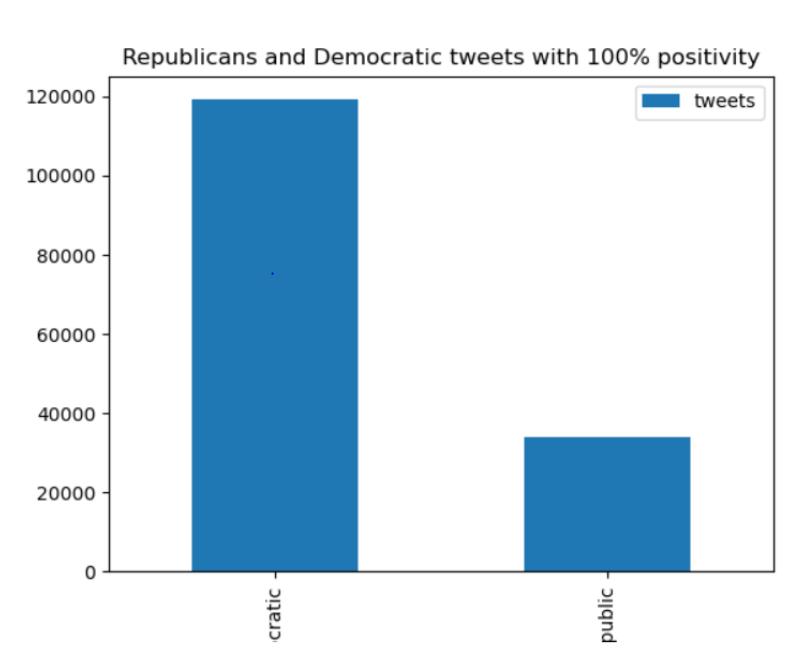 Republicans and Democratic tweets with 100% positivity
tweets
120000
100000
80000
60000
40000
20000
0
cratic
public